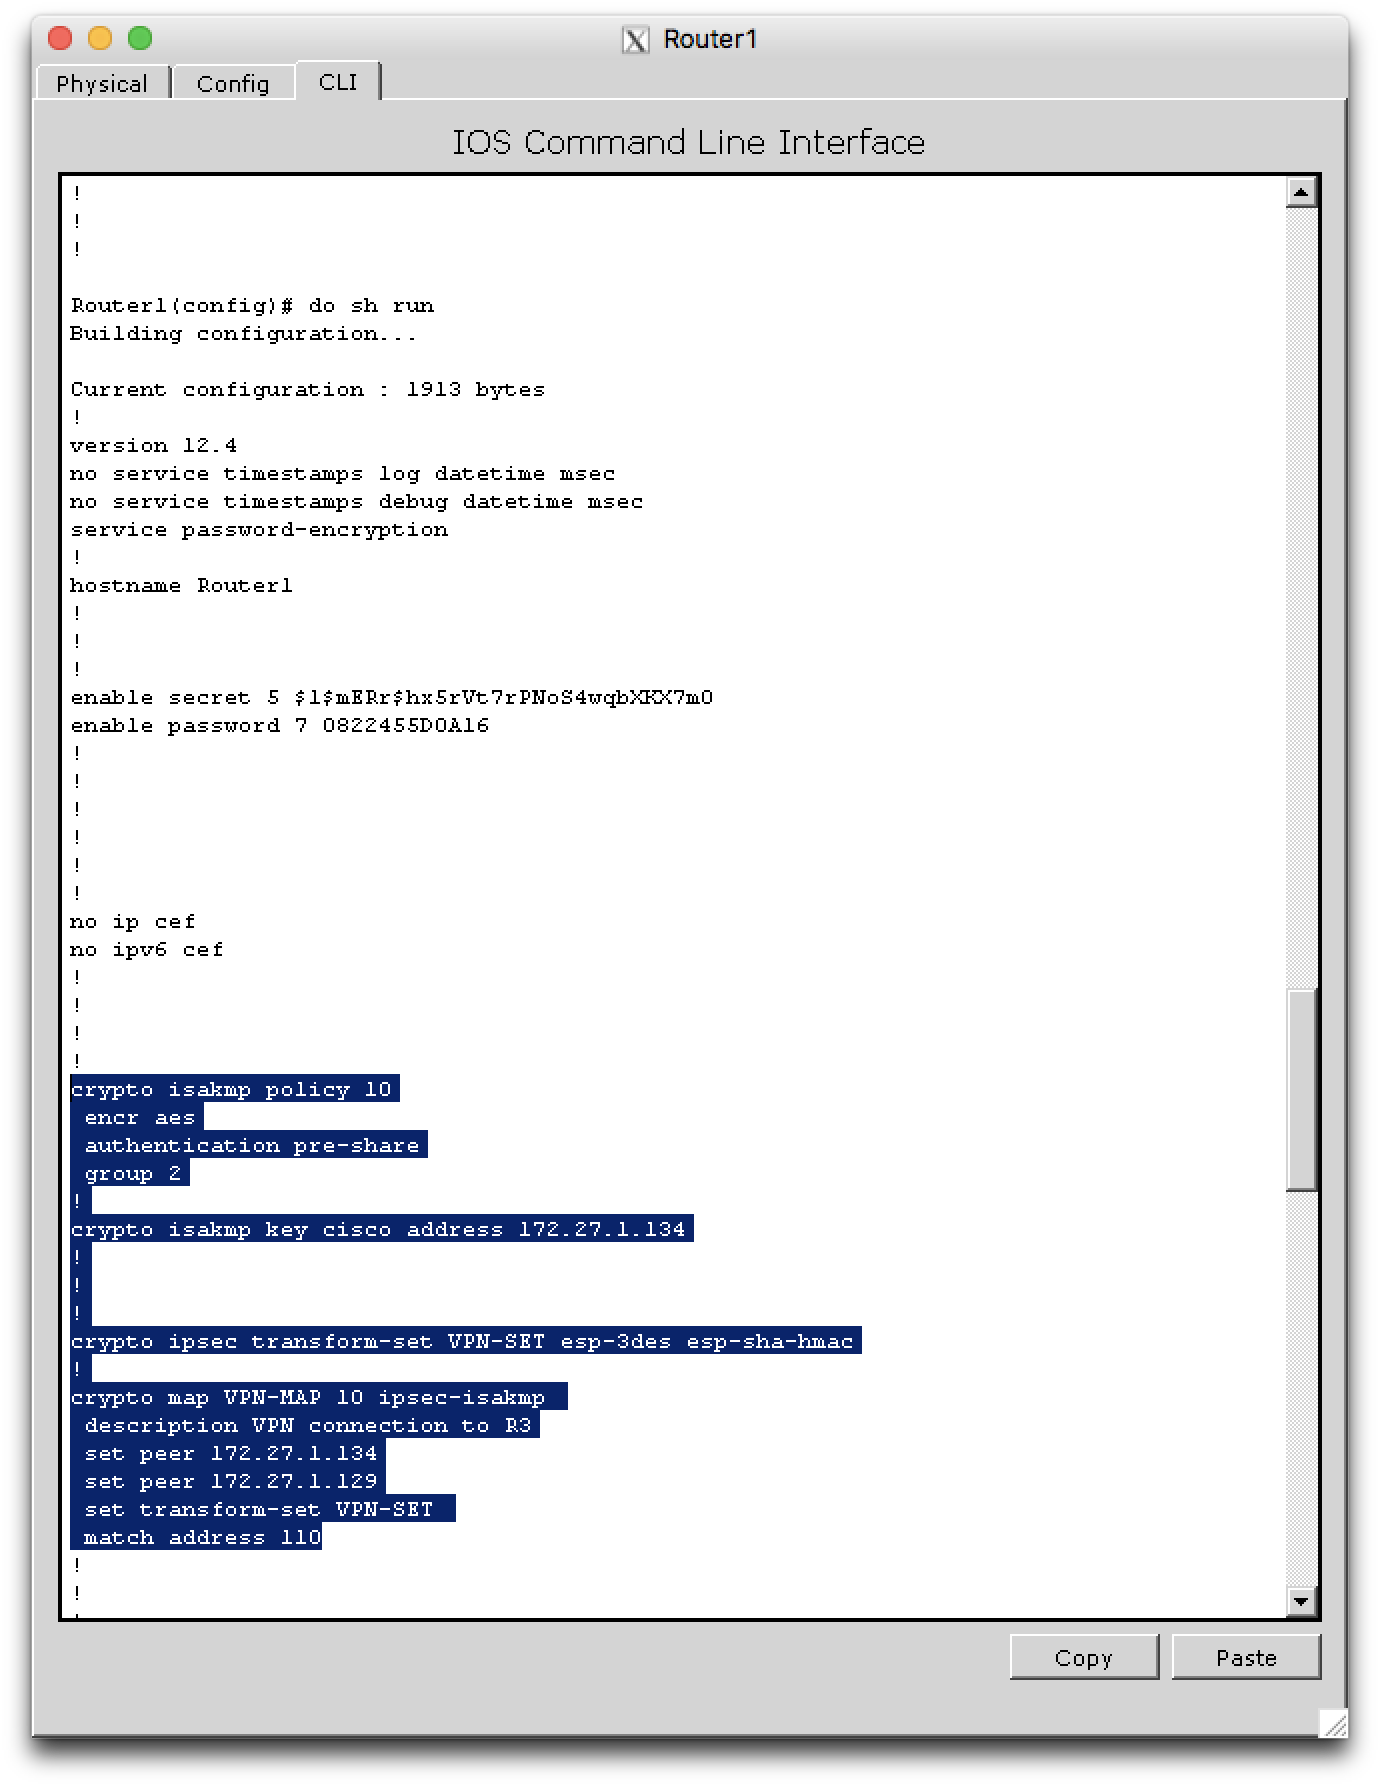 Router1
Physical
Config
CLI
IOS Command Line Interface
!
!
!
Router1(config)# do sh run
Building configuration...
Current configuration : 1913 bytes
!
version 12.4
no service timestamps log datetime msec
no service timestamps debug datetime msec
service password-encryption
!
hostname Router1
!
!
!
enable secret 5 $1$mERr$hx5rVt7rPNoS4wqbXKX7m0
enable password 7 0822455D0A16
!
!
!
!
!
!
no ip cef
no ipv6 cef
!
!
!
!
crypto isakmp policy 10
 encr aes
 authentication pre-share
 group 2
!
crypto isakmp key cisco address 172.27.1.134
!
!
!
crypto ipsec transform-set VPN-SET esp-3des esp-sha-hmac
!
crypto map VPN-MAP 10 ipsec-isakmp
 description VPN connection to R3
 set peer 172.27.1.134
 set peer 172.27.1.129
 set transform-set VPN-SET
 match address 110
!
!
!
Copy
Paste